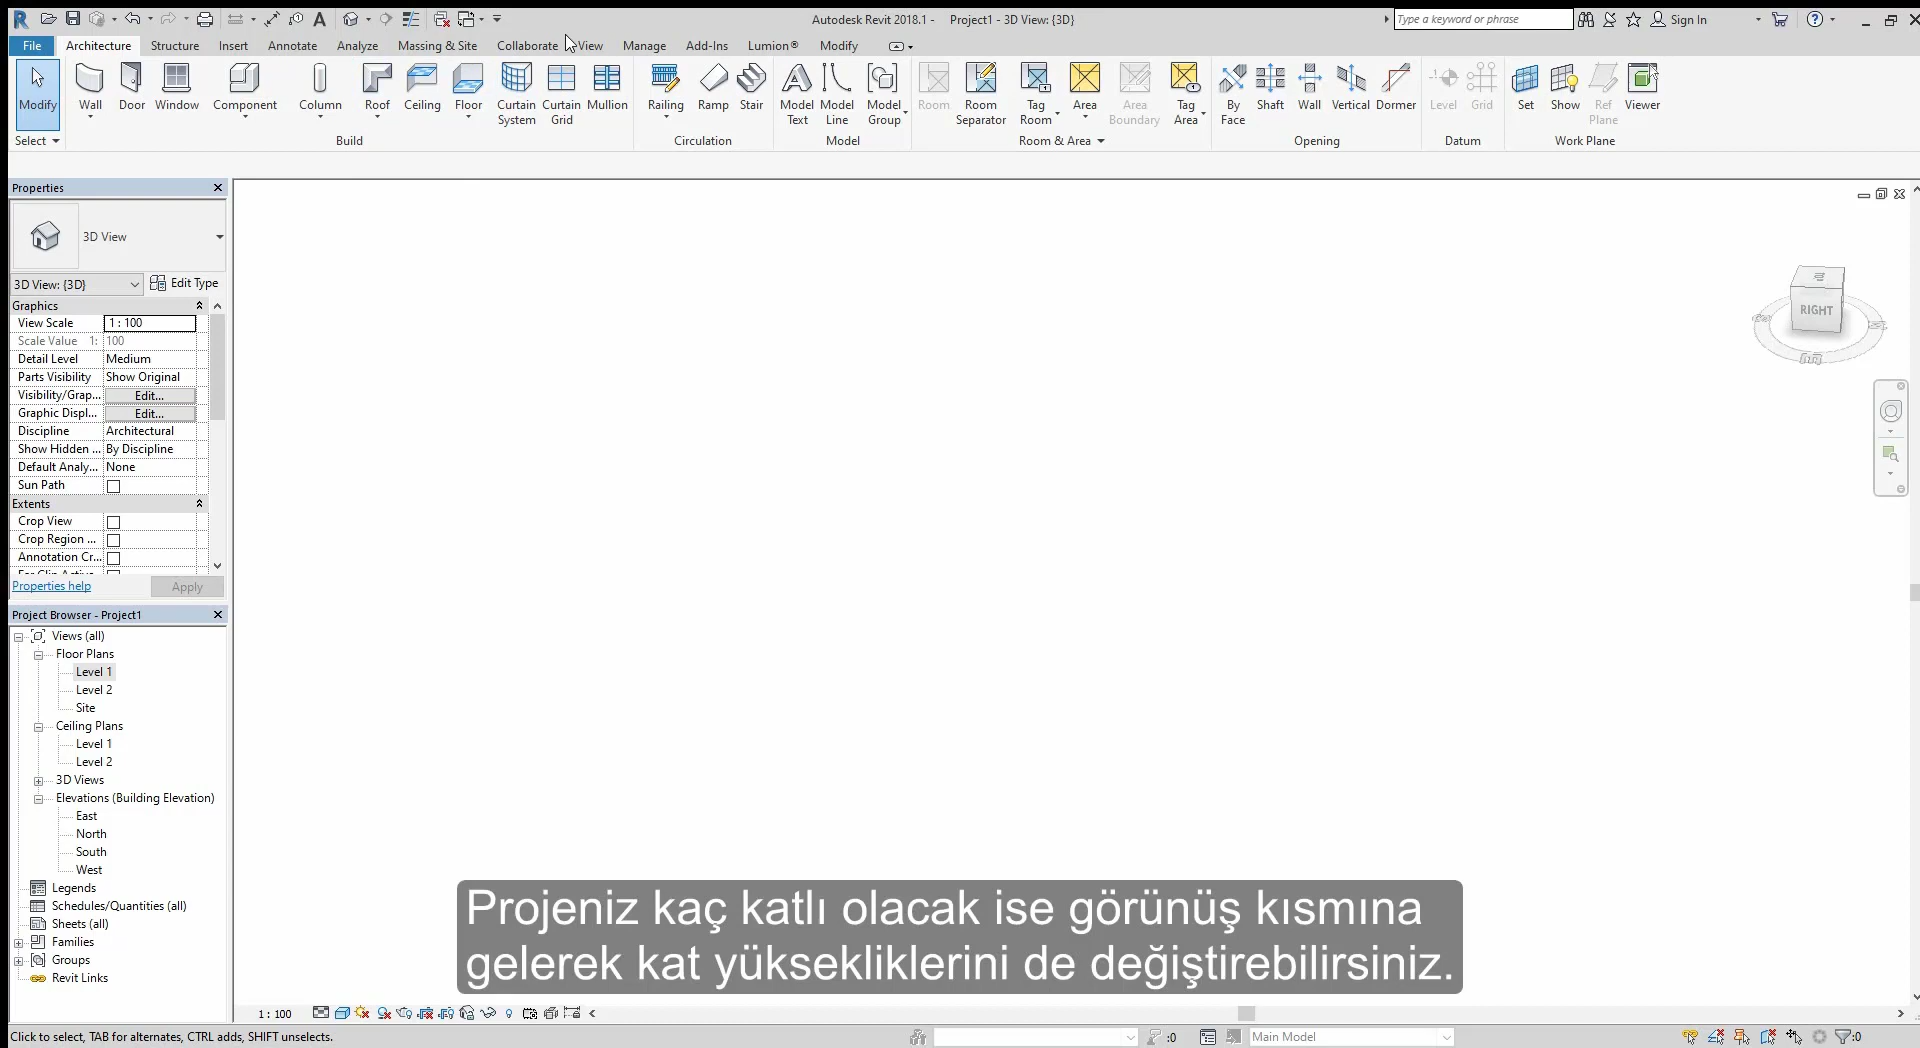 Autodesk Revit 2018.1 - Project1 - 3D View: {3D}
Type a keyword or phrase
Sign In
File Architecture Structure Insert Annotate Analyze Massing & Site Collaborate View Manage Add-Ins Lumion® Modify
Modify Wall Door Window Component Column Roof Ceiling Floor Curtain System Curtain Grid Mullion Railing Ramp Stair Model Text Model Line Model Group Room Room Separator Tag Room Area Area Boundary Tag Area By Face Shaft Wall Vertical Dormer Level Grid Set Show Ref Plane Viewer
Select Build Circulation Model Room & Area Opening Datum Work Plane
Properties
3D View
3D View: {3D} Edit Type
Graphics
View Scale 1 : 100
Scale Value 1: 100
Detail Level Medium
Parts Visibility Show Original
Visibility/Grap... Edit...
Graphic Displ... Edit...
Discipline Architectural
Show Hidden ... By Discipline
Default Analy... None
Sun Path
Extents
Crop View
Crop Region ...
Annotation Cr...
Properties help Apply
RIGHT
Project Browser - Project1
Views (all)
Floor Plans
Level 1
Level 2
Site
Ceiling Plans
Level 1
Level 2
3D Views
Elevations (Building Elevation)
East
North
South
West
Legends
Schedules/Quantities (all)
Sheets (all)
Families
Groups
Revit Links
Projeniz kaç katlı olacak ise görünüş kısmına
gelerek kat yüksekliklerini de değiştirebilirsiniz.
1 : 100
Click to select, TAB for alternates, CTRL adds, SHIFT unselects.
:0
Main Model
:0